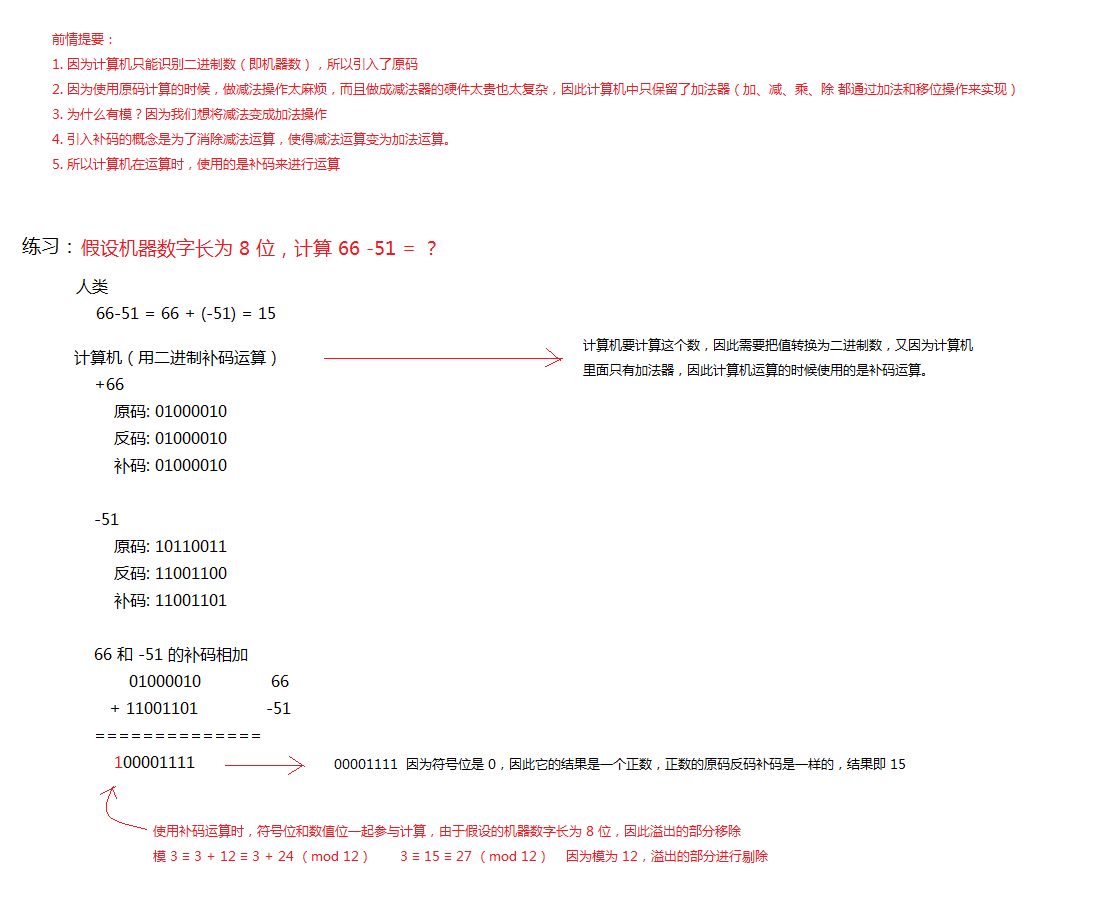 前情提要：
1. 因为计算机只能识别二进制数（即机器数），所以引入了原码
2. 因为使用原码计算的时候，做减法操作太麻烦，而且做成减法器的硬件太贵也太复杂，因此计算机中只保留了加法器（加、减、乘、除 都通过加法和移位操作来实现）
3. 为什么有模？因为我们想将减法变成加法操作
4. 引入补码的概念是为了消除减法运算，使得减法运算变为加法运算。
5. 所以计算机在运算时，使用的是补码来进行运算
练习：假设机器数字长为 8 位，计算 66 -51 = ？
人类
66-51 = 66 + (-51) = 15
计算机（用二进制补码运算）
计算机要计算这个数，因此需要把值转换为二进制数，又因为计算机
里面只有加法器，因此计算机运算的时候使用的是补码运算。
+66
原码: 01000010
反码: 01000010
补码: 01000010
-51
原码: 10110011
反码: 11001100
补码: 11001101
66 和 -51 的补码相加
01000010 66
+ 11001101 -51
==============
100001111
00001111 因为符号位是 0，因此它的结果是一个正数，正数的原码反码补码是一样的，结果即 15
使用补码运算时，符号位和数值位一起参与计算，由于假设的机器数字长为 8 位，因此溢出的部分移除
模 3 ≡ 3 + 12 ≡ 3 + 24 （mod 12） 3 ≡ 15 ≡ 27 （mod 12） 因为模为 12，溢出的部分进行剔除